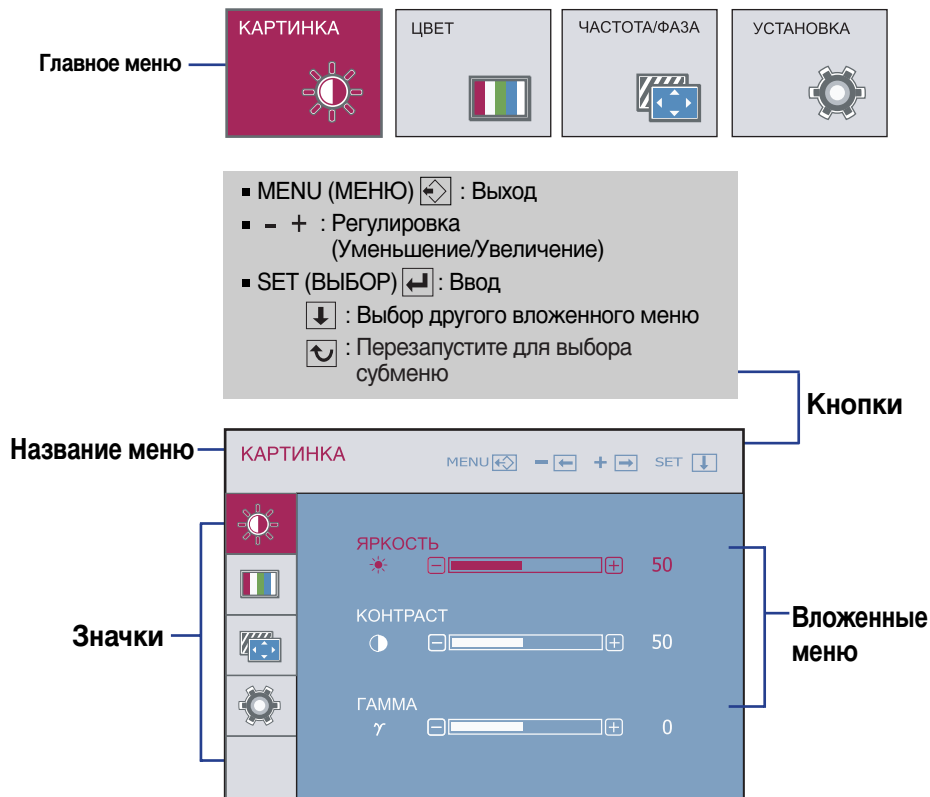 КАРТИНКА
ЦВЕТ
ЧАСТОТА/ФАЗА
УСТАНОВКА
Главное меню
MENU (МЕНЮ) : Выход
- + : Регулировка
(Уменьшение/Увеличение)
SET (ВЫБОР) : Ввод
: Выбор другого вложенного меню
: Перезапустите для выбора
субменю
Кнопки
Название меню
КАРТИНКА
MENU - + SET
ЯРКОСТЬ
50
КОНТРАСТ
50
Значки
Вложенные
меню
ГАММА
γ 0